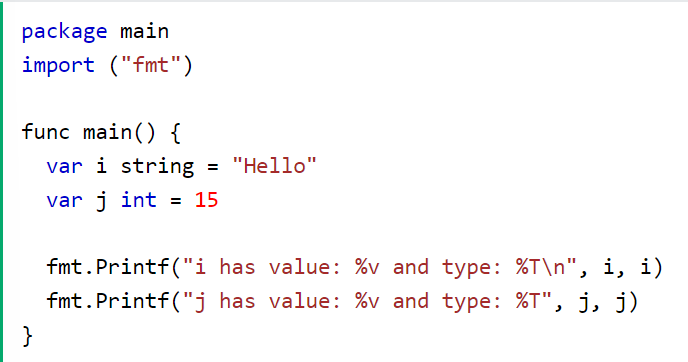 package main
import ("fmt")
func main() {
var i string = "Hello"
var j int = 15
fmt.Printf("i has value: %v and type: %T\n", i, i)
fmt.Printf("j has value: %v and type: %T", j, j)
}